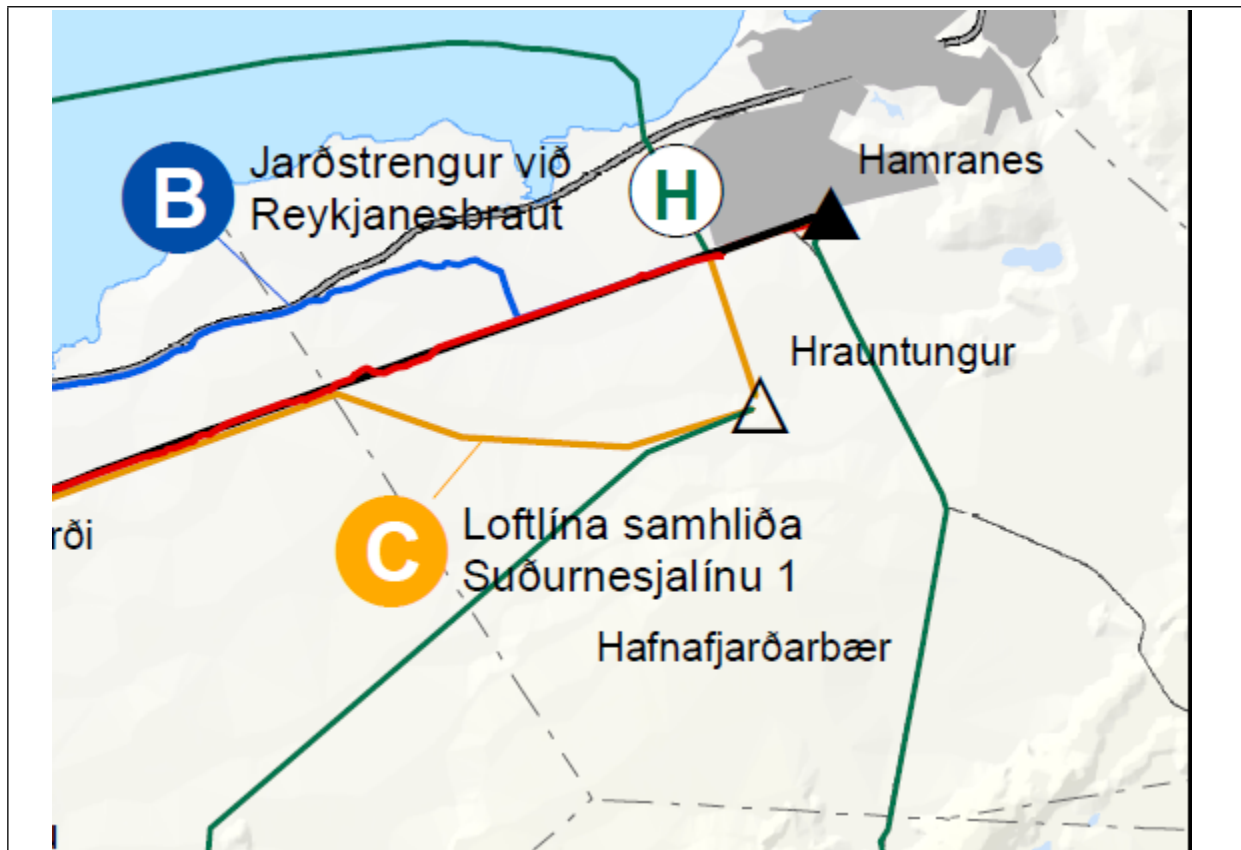 Hamranes
H
B
Jarðstrengur við
Reykjanesbraut
Hrauntungur
C
Loftlína samhliða
Suðurnesjalínu 1
rði
Hafnafjarðarbær